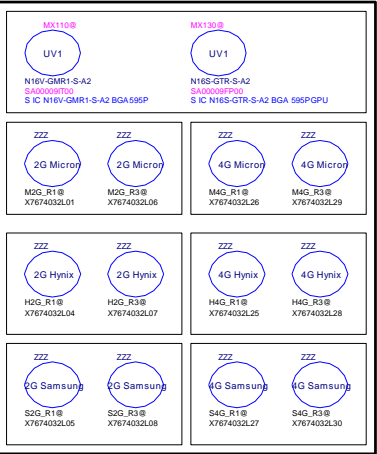 MX110@ MX130@
UV1 UV1
N16V-GMR1-S-A2 N16S-GTR-S-A2
SA00009IT00 SA00009FP00
S IC N16V-GMR1-S-A2 BGA595P S IC N16S-GTR-S-A2 BGA 595PGPU
ZZZ ZZZ ZZZ ZZZ
2G Micron 2G Micron 4G Micron 4G Micron
M2G_R1@ M2G_R3@ M4G_R1@ M4G_R3@
X7674032L01 X7674032L06 X7674032L26 X7674032L29
ZZZ ZZZ ZZZ ZZZ
2G Hynix 2G Hynix 4G Hynix 4G Hynix
H2G_R1@ H2G_R3@ H4G_R1@ H4G_R3@
X7674032L04 X7674032L07 X7674032L25 X7674032L28
ZZZ ZZZ ZZZ ZZZ
2G Samsung 2G Samsung 4G Samsung 4G Samsung
S2G_R1@ S2G_R3@ S4G_R1@ S4G_R3@
X7674032L05 X7674032L08 X7674032L27 X7674032L30